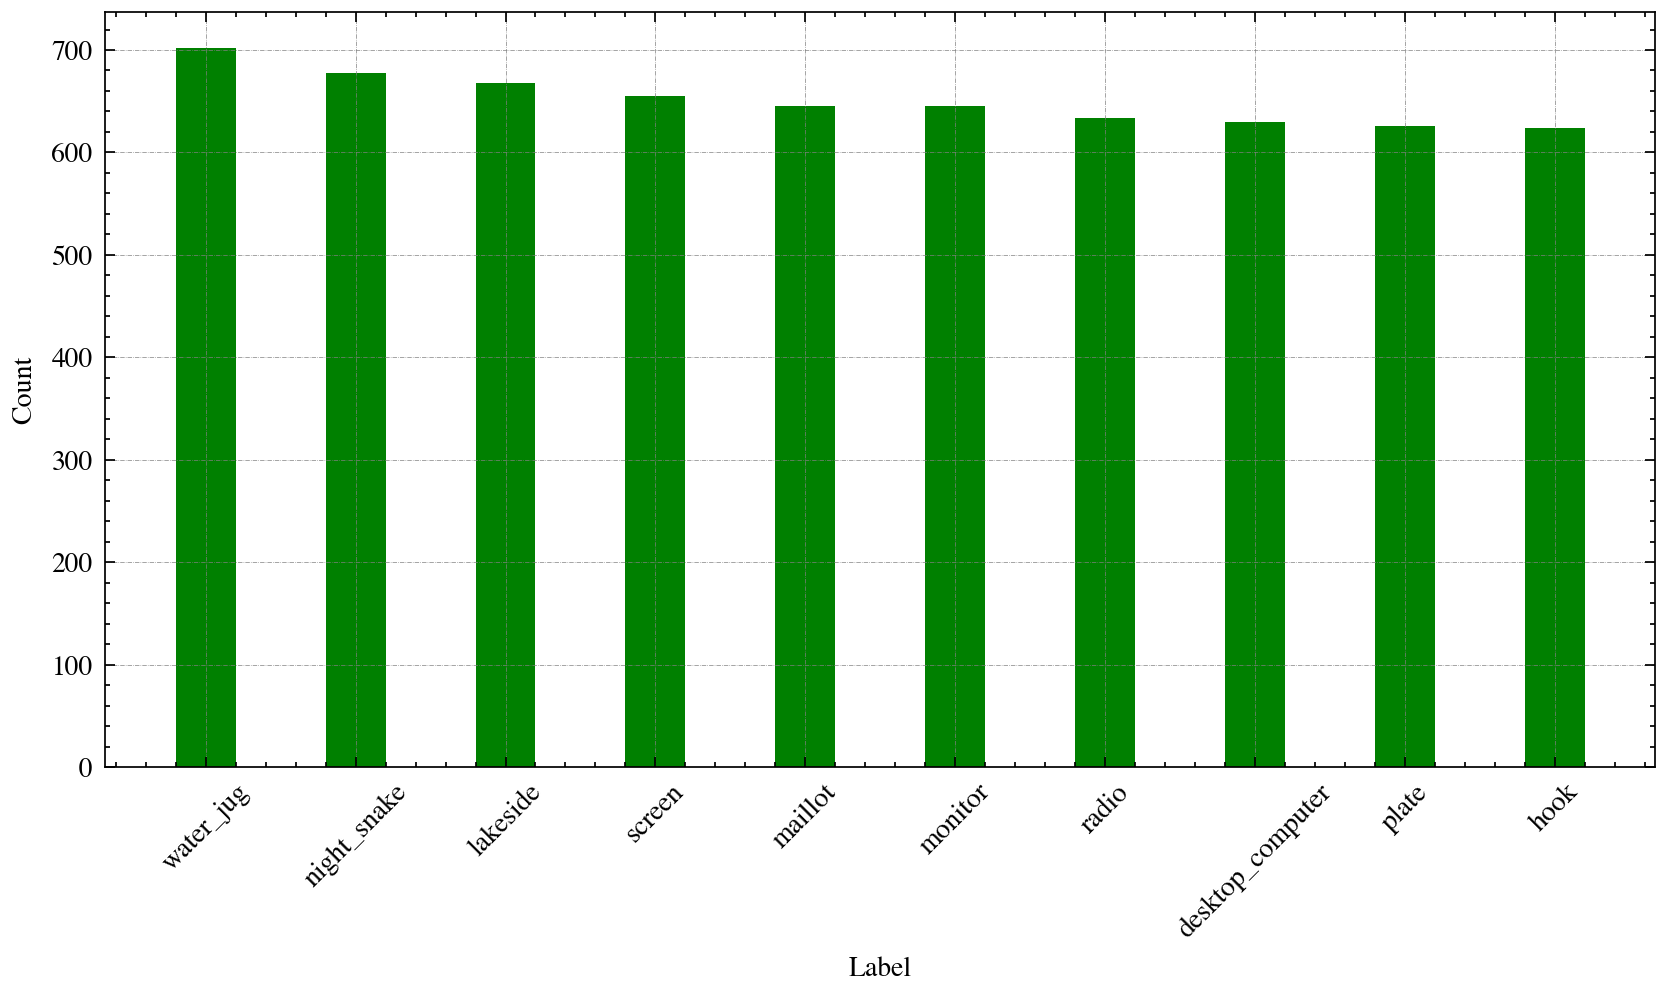 700
600
500
400
300
200
100
0
Count
water_jug
night_snake
lakeside
screen
maillot
monitor
radio
desktop_computer
plate
hook
Label